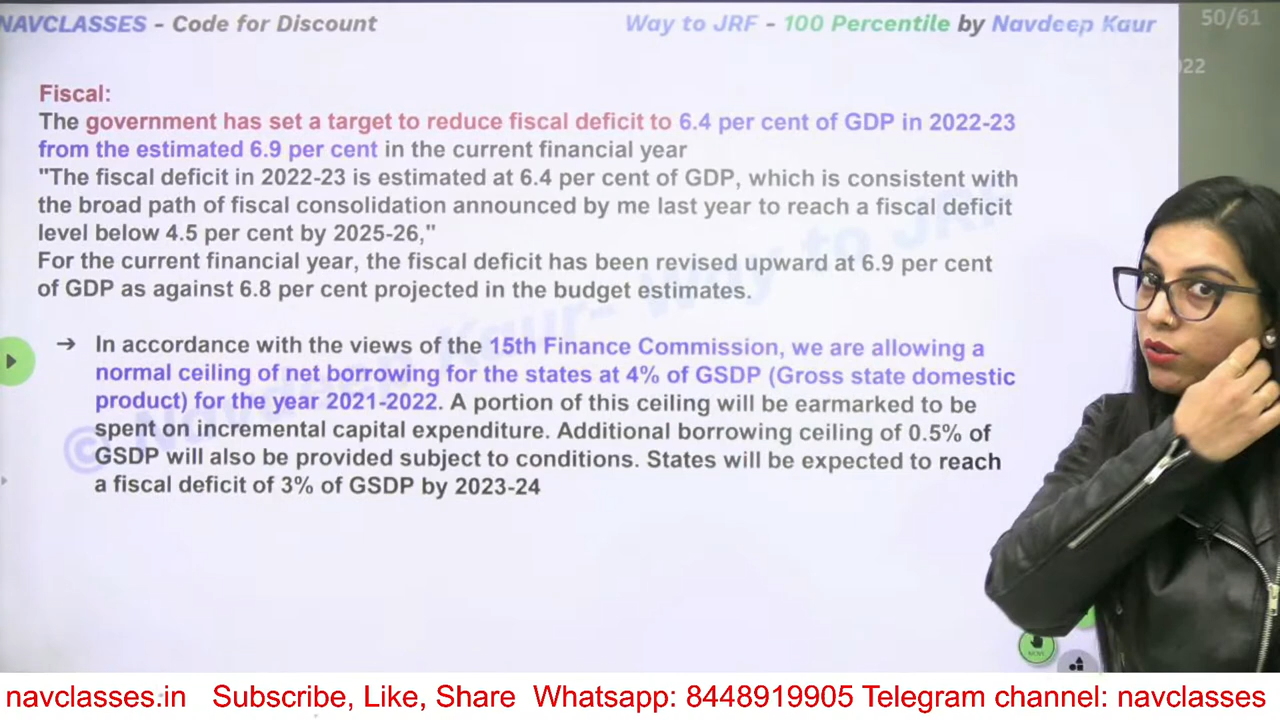 NAVCLASSES - Code for Discount
Way to JRF - 100 Percentile by Navdeep Kaur
50/61
Fiscal:
The government has set a target to reduce fiscal deficit to 6.4 per cent of GDP in 2022-23
from the estimated 6.9 per cent in the current financial year
"The fiscal deficit in 2022-23 is estimated at 6.4 per cent of GDP, which is consistent with
the broad path of fiscal consolidation announced by me last year to reach a fiscal deficit
level below 4.5 per cent by 2025-26,"
For the current financial year, the fiscal deficit has been revised upward at 6.9 per cent
of GDP as against 6.8 per cent projected in the budget estimates.
➔ In accordance with the views of the 15th Finance Commission, we are allowing a
normal ceiling of net borrowing for the states at 4% of GSDP (Gross state domestic
product) for the year 2021-2022. A portion of this ceiling will be earmarked to be
spent on incremental capital expenditure. Additional borrowing ceiling of 0.5% of
GSDP will also be provided subject to conditions. States will be expected to reach
a fiscal deficit of 3% of GSDP by 2023-24
© Navdeep Kaur- Way to JRF
navclasses.in Subscribe, Like, Share Whatsapp: 8448919905 Telegram channel: navclasses